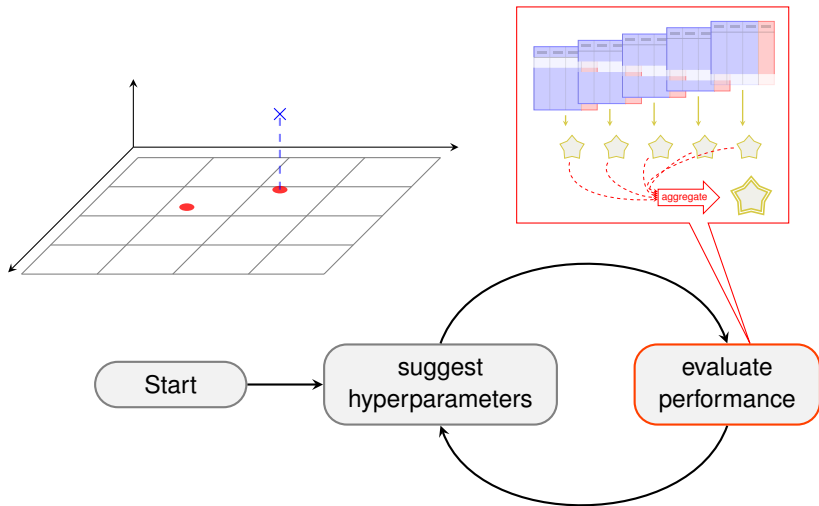 aggregate
Start
suggest
hyperparameters
evaluate
performance